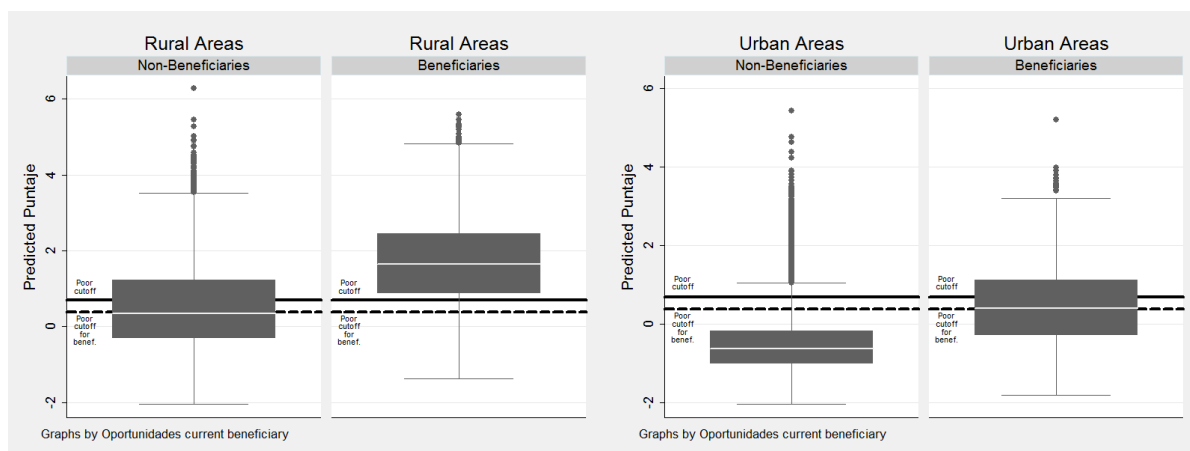 Rural Areas
Non-Beneficiaries
Rural Areas
Beneficiaries
Predicted Puntaje
6
4
2
0
-2
Poor
cutoff
Poor
cutoff
for
benef.
Poor
cutoff
Poor
cutoff
for
benef.
Graphs by Oportunidades current beneficiary
Urban Areas
Non-Beneficiaries
Urban Areas
Beneficiaries
Predicted Puntaje
6
4
2
0
-2
Poor
cutoff
Poor
cutoff
for
benef.
Poor
cutoff
Poor
cutoff
for
benef.
Graphs by Oportunidades current beneficiary